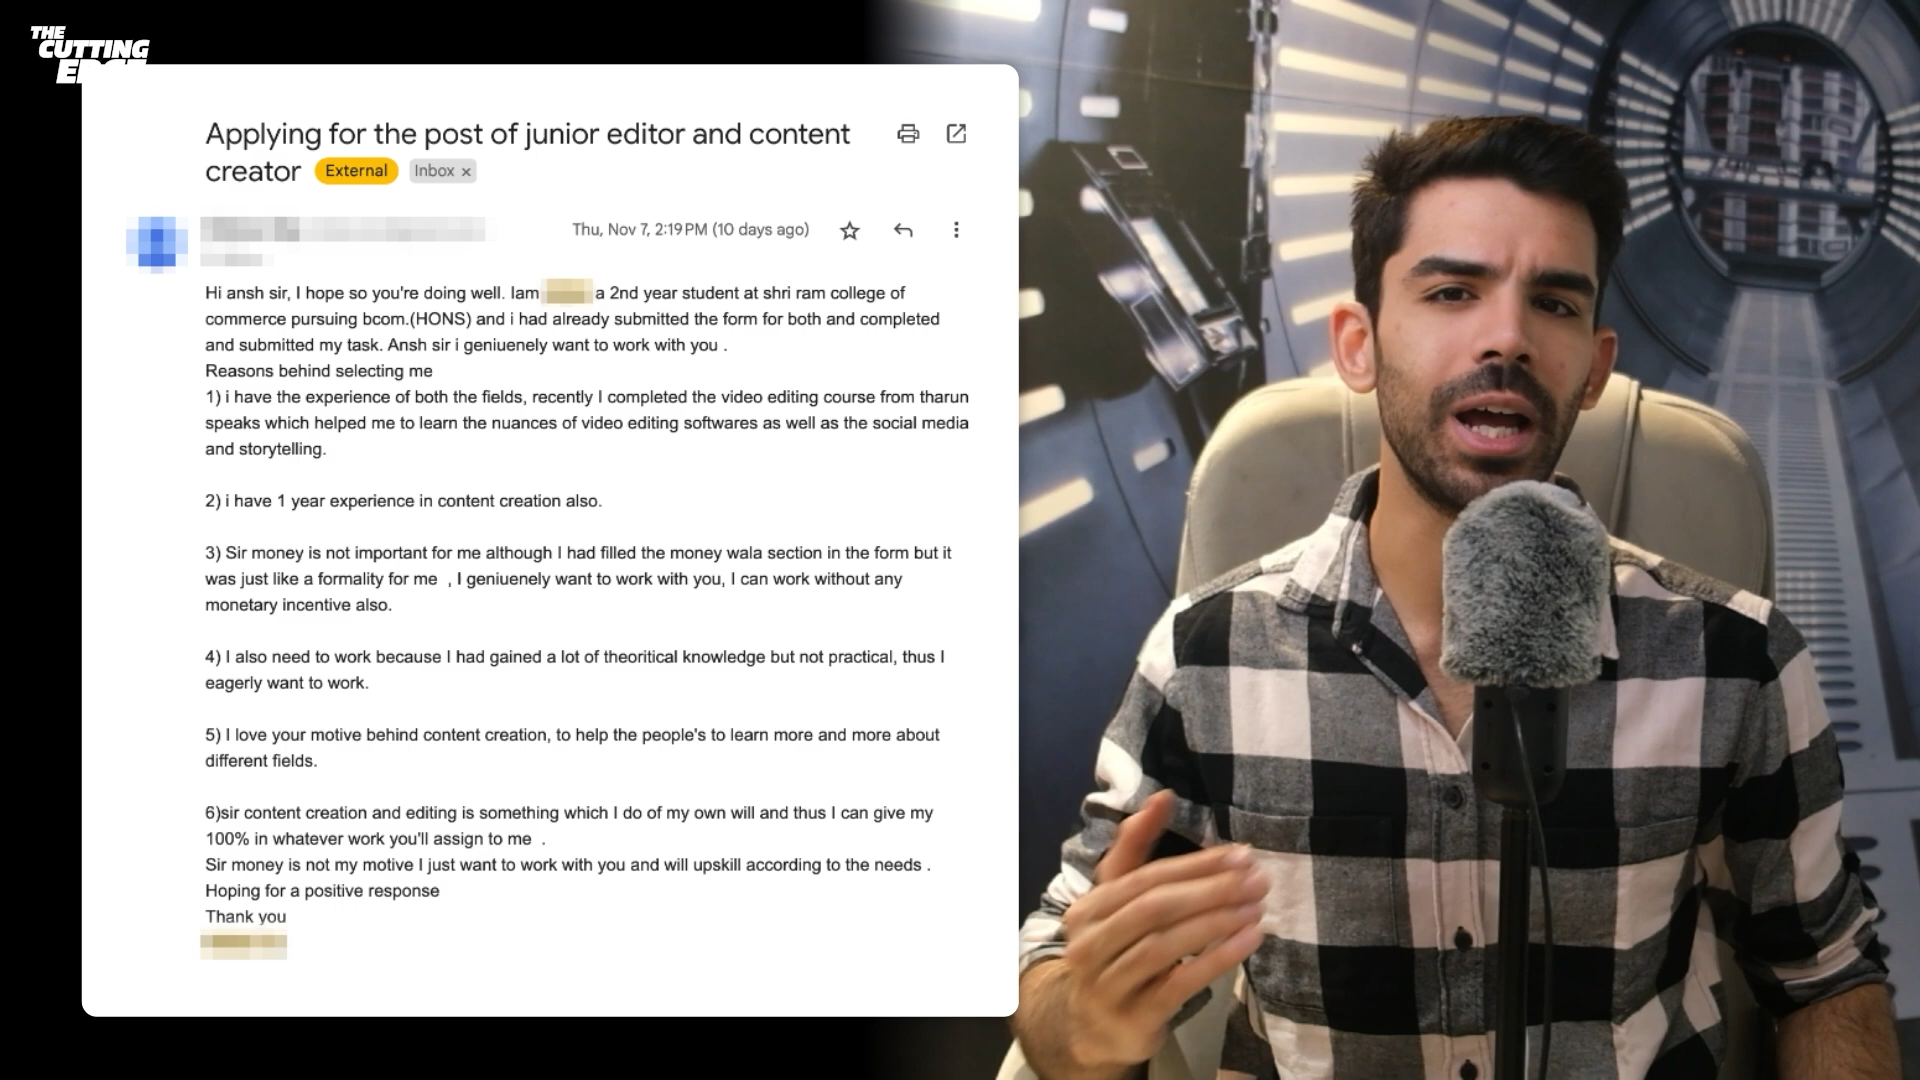 THE
CUTTING
EDGE
Applying for the post of junior editor and content
creator External Inbox ×
Thu, Nov 7, 2:19 PM (10 days ago)
Hi ansh sir, I hope so you're doing well. Iam a 2nd year student at shri ram college of
commerce pursuing bcom.(HONS) and i had already submitted the form for both and completed
and submitted my task. Ansh sir i geniuenely want to work with you .
Reasons behind selecting me
1) i have the experience of both the fields, recently I completed the video editing course from tharun
speaks which helped me to learn the nuances of video editing softwares as well as the social media
and storytelling.
2) i have 1 year experience in content creation also.
3) Sir money is not important for me although I had filled the money wala section in the form but it
was just like a formality for me , I geniuenely want to work with you, I can work without any
monetary incentive also.
4) I also need to work because I had gained a lot of theoritical knowledge but not practical, thus I
eagerly want to work.
5) I love your motive behind content creation, to help the people's to learn more and more about
different fields.
6)sir content creation and editing is something which I do of my own will and thus I can give my
100% in whatever work you'll assign to me .
Sir money is not my motive I just want to work with you and will upskill according to the needs .
Hoping for a positive response
Thank you